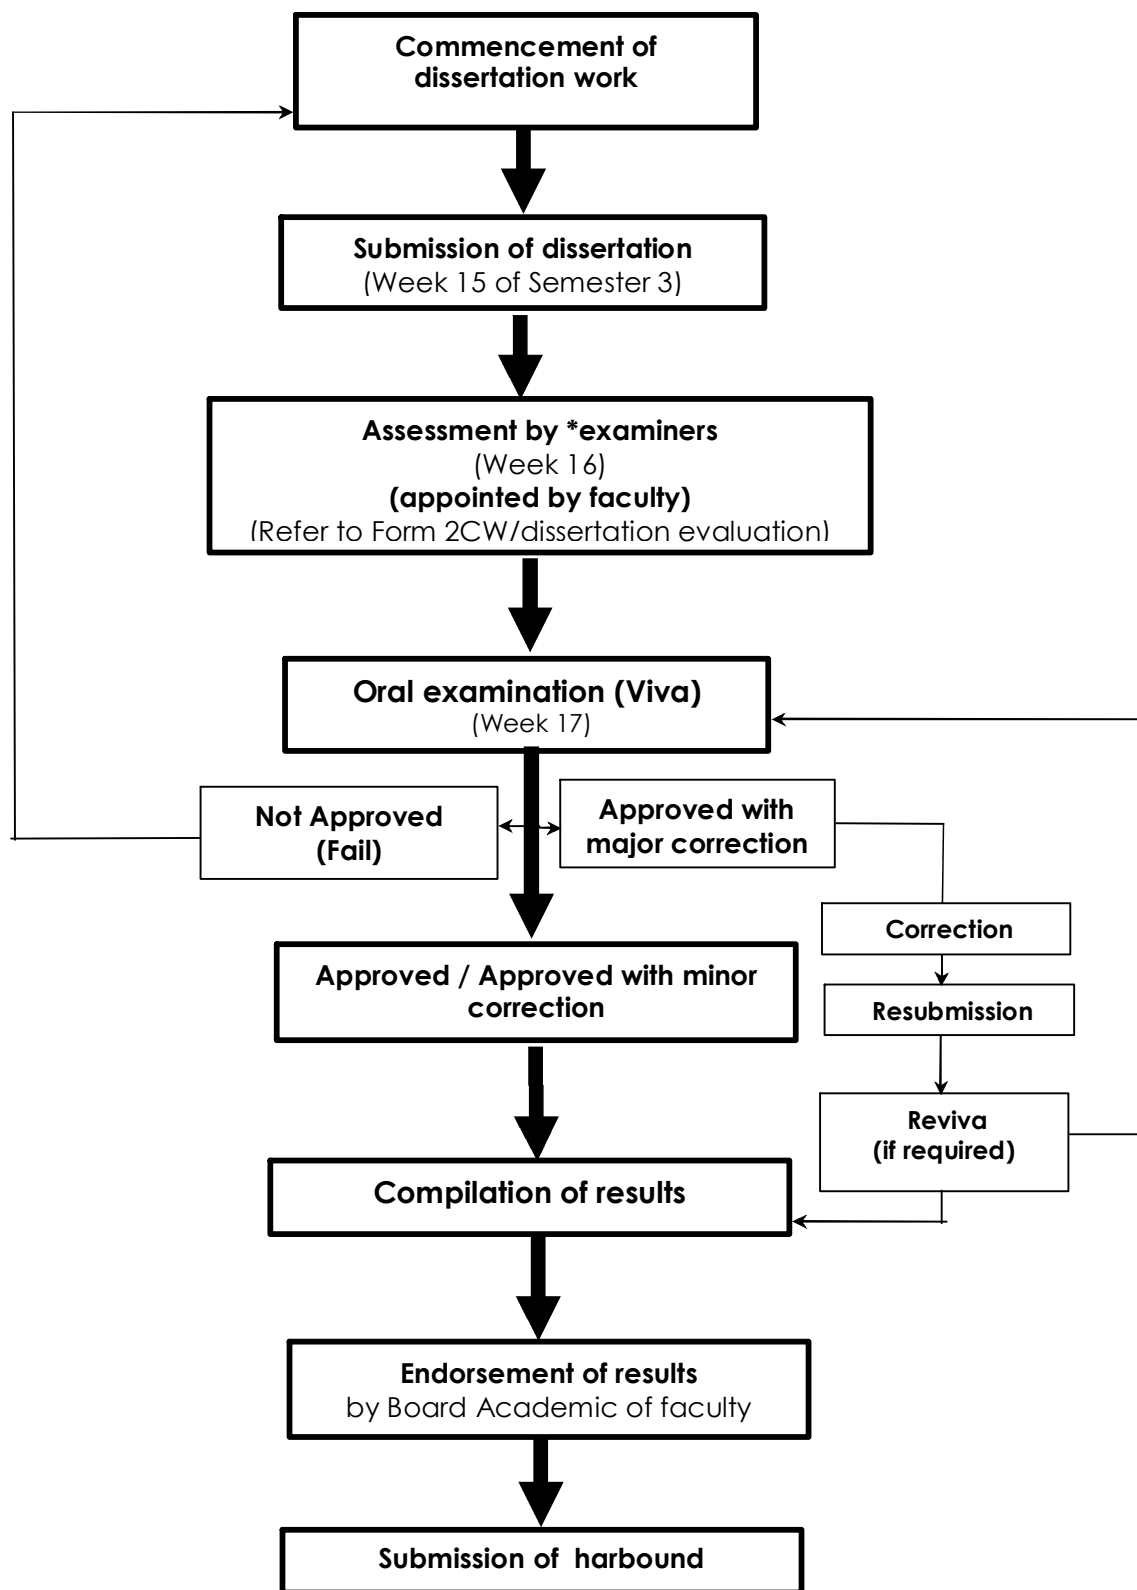 Commencement of
dissertation work
Submission of dissertation
(Week 15 of Semester 3)
Assessment by *examiners
(Week 16)
(appointed by faculty)
(Refer to Form 2CW/dissertation evaluation)
Oral examination (Viva)
(Week 17)
Not Approved
(Fail)
Approved with
major correction
Correction
Approved / Approved with minor
correction
Resubmission
Reviva
(if required)
Compilation of results
Endorsement of results
by Board Academic of faculty
Submission of harbound